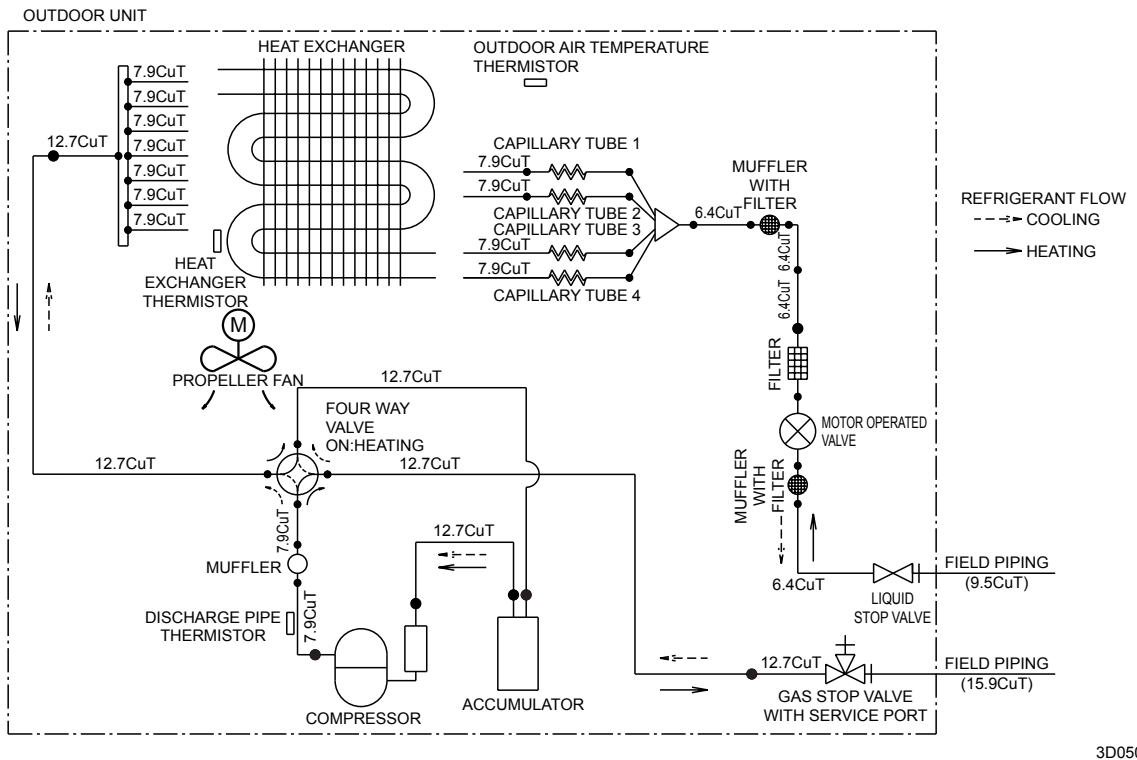 OUTDOOR UNIT
HEAT EXCHANGER
OUTDOOR AIR TEMPERATURE
THERMISTOR
7.9CuT
7.9CuT
7.9CuT
7.9CuT
7.9CuT
7.9CuT
7.9CuT
12.7CuT
HEAT
EXCHANGER
THERMISTOR
CAPILLARY TUBE 1
7.9CuT
7.9CuT
CAPILLARY TUBE 2
CAPILLARY TUBE 3
7.9CuT
7.9CuT
CAPILLARY TUBE 4
6.4CuT
MUFFLER
WITH
FILTER
6.4CuT
6.4CuT
FILTER
MOTOR OPERATED
VALVE
MUFFLER
WITH
FILTER
REFRIGERANT FLOW
COOLING
HEATING
M
PROPELLER FAN
12.7CuT
FOUR WAY
VALVE
ON:HEATING
12.7CuT
12.7CuT
7.9CuT
MUFFLER
12.7CuT
DISCHARGE PIPE
THERMISTOR
7.9CuT
COMPRESSOR
ACCUMULATOR
6.4CuT
LIQUID
STOP VALVE
FIELD PIPING
(9.5CuT)
12.7CuT
GAS STOP VALVE
WITH SERVICE PORT
FIELD PIPING
(15.9CuT)
3D050